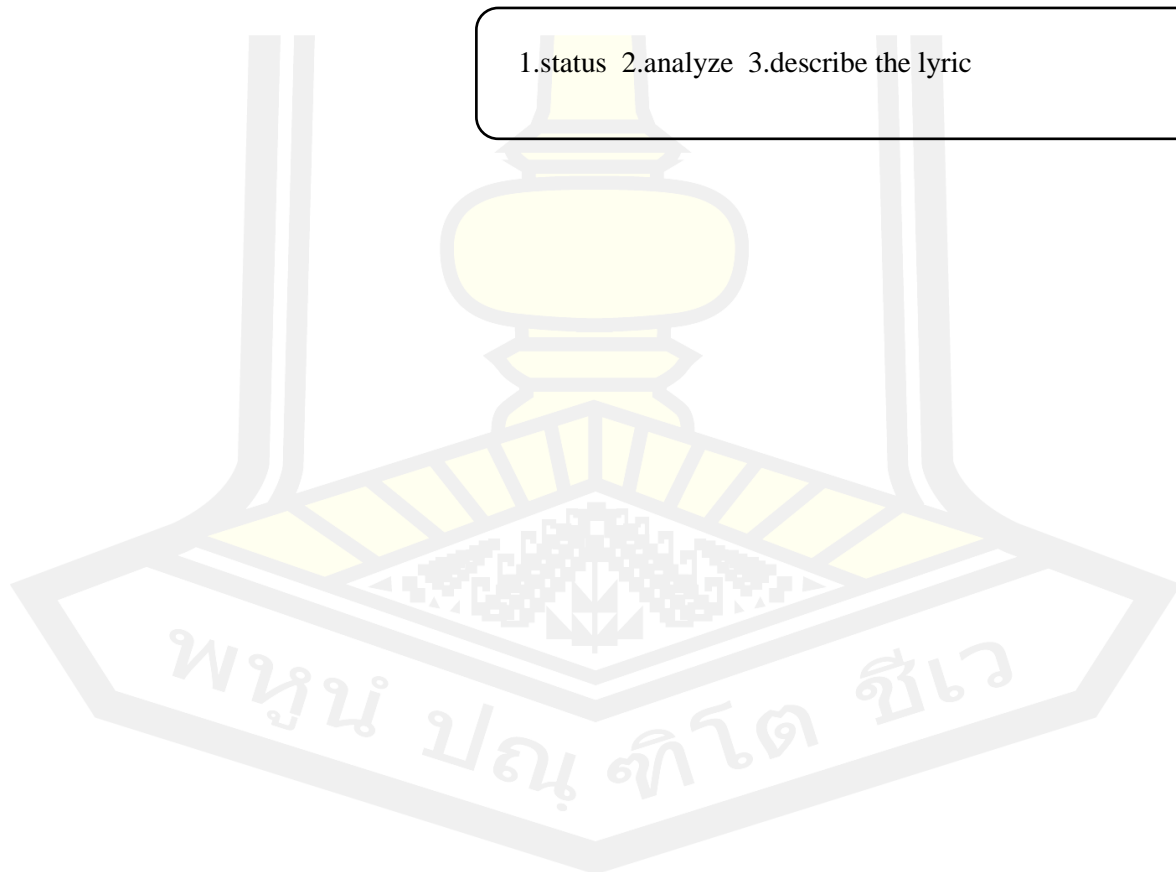 1.status 2.analyze 3.describe the lyric
พหูนํ ปณฺ ฑิโต ชีเว